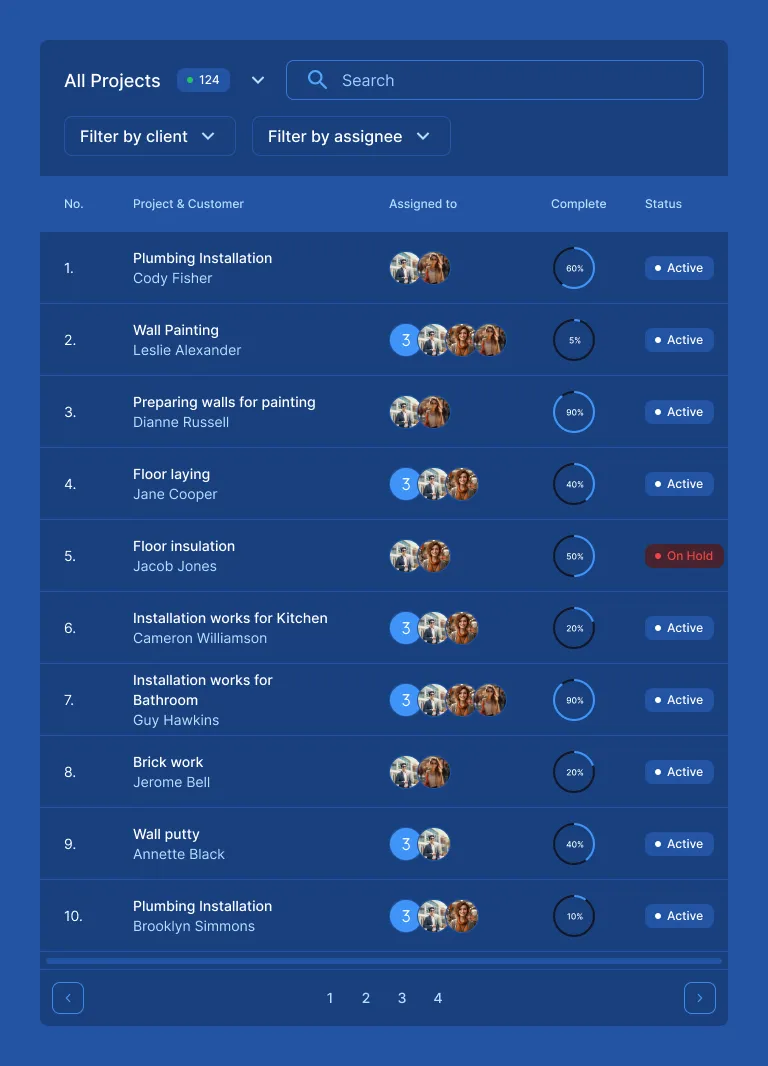 All Projects 124 Search
Filter by client Filter by assignee
No. Project & Customer Assigned to Complete Status
1. Plumbing Installation 60% Active
Cody Fisher
2. Wall Painting 3 5% Active
Leslie Alexander
3. Preparing walls for painting 90% Active
Dianne Russell
4. Floor laying 3 40% Active
Jane Cooper
5. Floor insulation 50% On Hold
Jacob Jones
6. Installation works for Kitchen 3 20% Active
Cameron Williamson
7. Installation works for 3 90% Active
Bathroom
Guy Hawkins
8. Brick work 20% Active
Jerome Bell
9. Wall putty 3 40% Active
Annette Black
10. Plumbing Installation 3 10% Active
Brooklyn Simmons
1 2 3 4